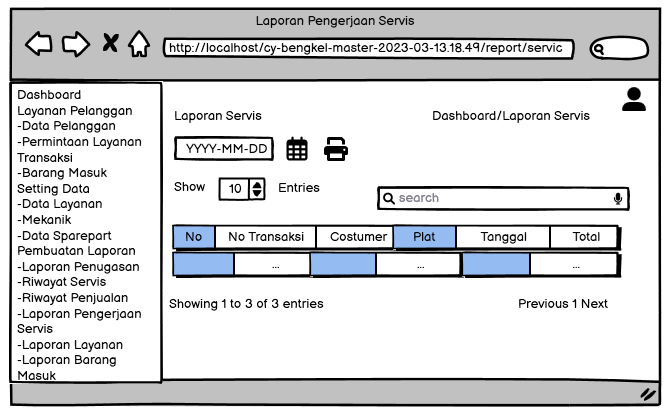 Laporan Pengerjaan Servis
http://localhost/cy-bengkel-master-2023-03-13.18.49/report/servic
Dashboard
Layanan Pelanggan
-Data Pelanggan
-Permintaan Layanan
Transaksi
-Barang Masuk
Setting Data
-Data Layanan
-Mekanik
-Data Sparepart
Pembuatan Laporan
-Laporan Penugasan
-Riwayat Servis
-Riwayat Penjualan
-Laporan Pengerjaan
Servis
-Laporan Layanan
-Laporan Barang
Masuk
Laporan Servis
Dashboard/Laporan Servis
YYYY-MM-DD
Show 10 Entries
search
No No Transaksi Costumer Plat Tanggal Total
... ... ...
Showing 1 to 3 of 3 entries
Previous 1 Next